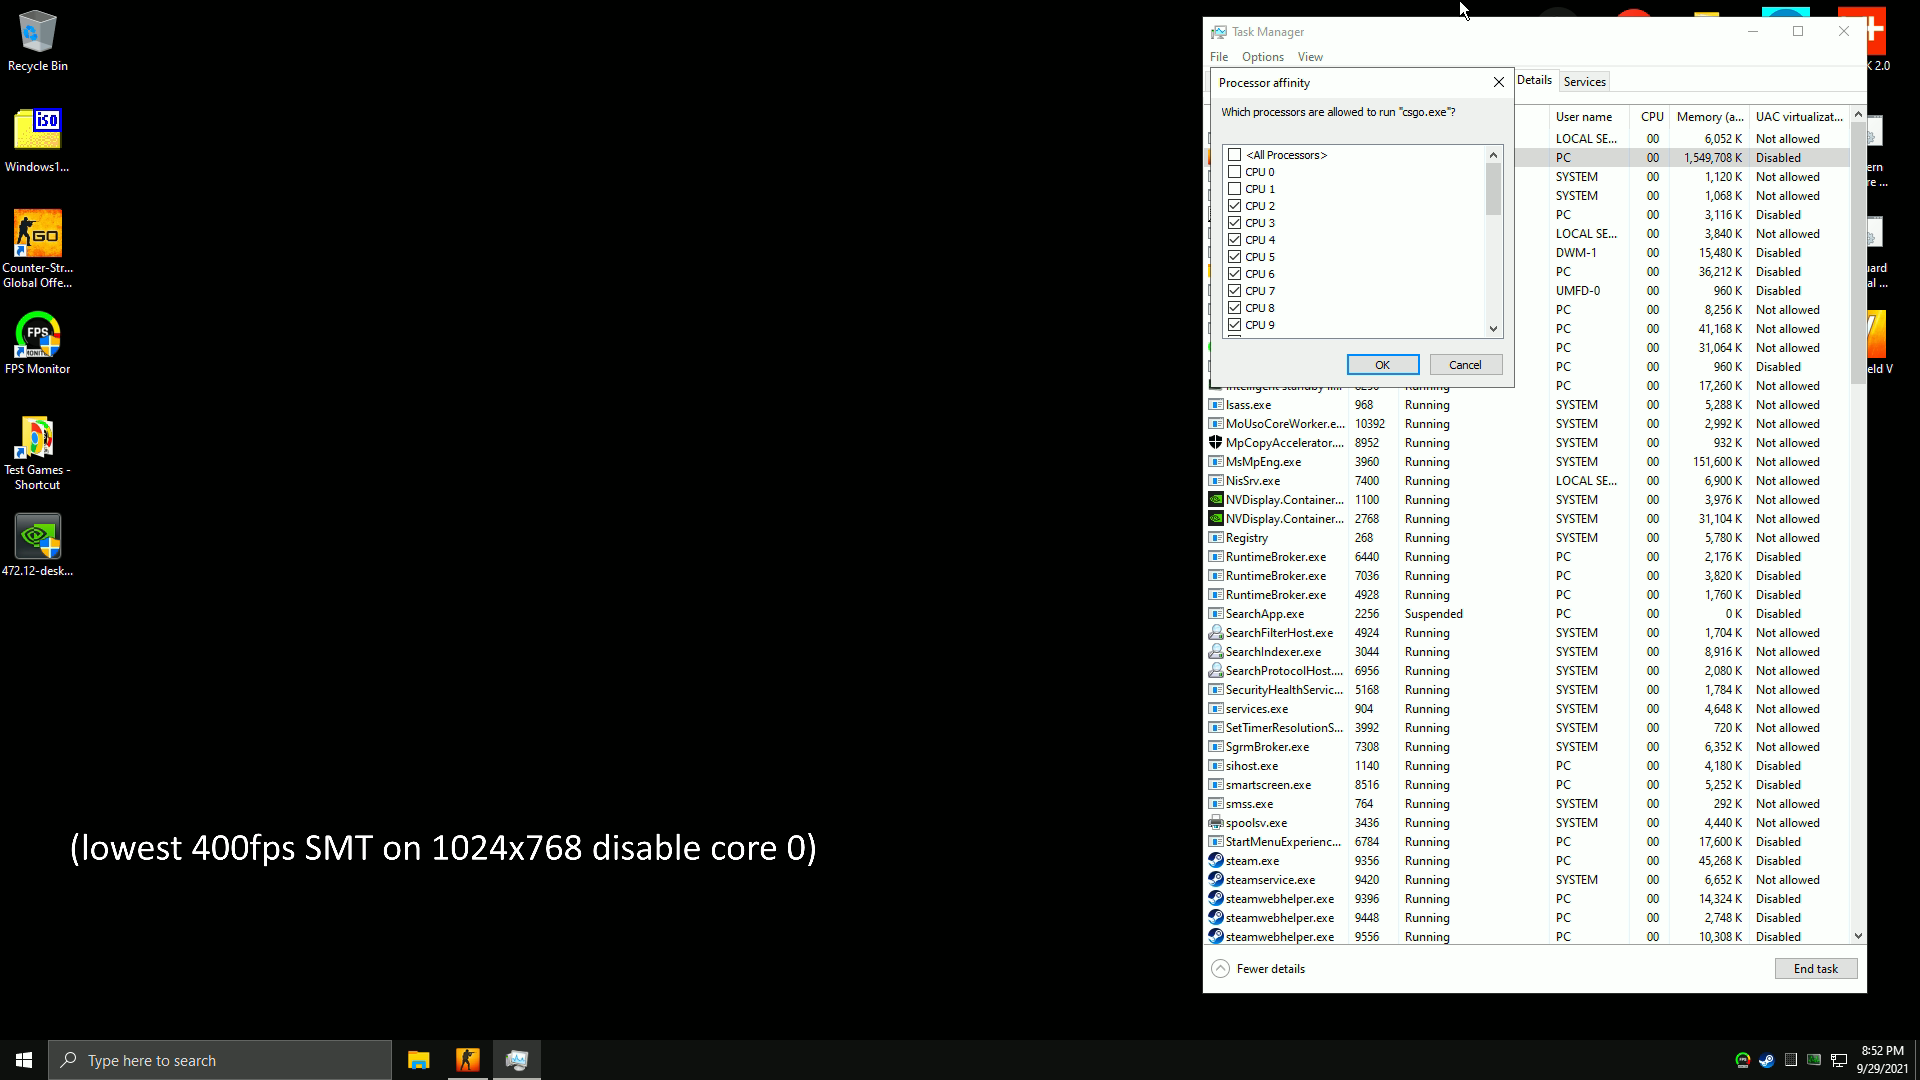 Recycle Bin
iso
Windows1...
GO
Counter-Str...
Global Offe...
FPS
MONITOR
FPS Monitor
Test Games -
Shortcut
472.12-desk...
(lowest 400fps SMT on 1024x768 disable core 0)
Task Manager
File Options View
Details Services
Processor affinity
Which processors are allowed to run "csgo.exe"?
<All Processors>
CPU 0
CPU 1
CPU 2
CPU 3
CPU 4
CPU 5
CPU 6
CPU 7
CPU 8
CPU 9
OK Cancel
User name CPU Memory (a... UAC virtualizat...
LOCAL SE... 00 6,052 K Not allowed
PC 00 1,549,708 K Disabled
SYSTEM 00 1,120 K Not allowed
SYSTEM 00 1,068 K Not allowed
PC 00 3,116 K Disabled
LOCAL SE... 00 3,840 K Not allowed
DWM-1 00 15,480 K Disabled
PC 00 36,212 K Disabled
UMFD-0 00 960 K Disabled
PC 00 8,256 K Not allowed
PC 00 41,168 K Not allowed
PC 00 31,064 K Not allowed
PC 00 960 K Disabled
PC 00 17,260 K Not allowed
lsass.exe 968 Running SYSTEM 00 5,288 K Not allowed
MoUsoCoreWorker.e... 10392 Running SYSTEM 00 2,992 K Not allowed
MpCopyAccelerator.... 8952 Running SYSTEM 00 932 K Not allowed
MsMpEng.exe 3960 Running SYSTEM 00 151,600 K Not allowed
NisSrv.exe 7400 Running LOCAL SE... 00 6,900 K Not allowed
NVDisplay.Container... 1100 Running SYSTEM 00 3,976 K Not allowed
NVDisplay.Container... 2768 Running SYSTEM 00 31,104 K Not allowed
Registry 268 Running SYSTEM 00 5,780 K Not allowed
RuntimeBroker.exe 6440 Running PC 00 2,176 K Disabled
RuntimeBroker.exe 7036 Running PC 00 3,820 K Disabled
RuntimeBroker.exe 4928 Running PC 00 1,760 K Disabled
SearchApp.exe 2256 Suspended PC 00 0 K Disabled
SearchFilterHost.exe 4924 Running SYSTEM 00 1,704 K Not allowed
SearchIndexer.exe 3044 Running SYSTEM 00 8,916 K Not allowed
SearchProtocolHost.... 6956 Running SYSTEM 00 2,080 K Not allowed
SecurityHealthServic... 5168 Running SYSTEM 00 1,784 K Not allowed
services.exe 904 Running SYSTEM 00 4,648 K Not allowed
SetTimerResolutionS... 3992 Running SYSTEM 00 720 K Not allowed
SgrmBroker.exe 7308 Running SYSTEM 00 6,352 K Not allowed
sihost.exe 1140 Running PC 00 4,180 K Disabled
smartscreen.exe 8516 Running PC 00 5,252 K Disabled
smss.exe 764 Running SYSTEM 00 292 K Not allowed
spoolsv.exe 3436 Running SYSTEM 00 4,440 K Not allowed
StartMenuExperienc... 6784 Running PC 00 17,600 K Disabled
steam.exe 9356 Running PC 00 45,268 K Disabled
steamservice.exe 9420 Running SYSTEM 00 6,652 K Not allowed
steamwebhelper.exe 9396 Running PC 00 14,324 K Disabled
steamwebhelper.exe 9448 Running PC 00 2,748 K Disabled
steamwebhelper.exe 9556 Running PC 00 10,308 K Disabled
Fewer details End task
Type here to search
8:52 PM
9/29/2021